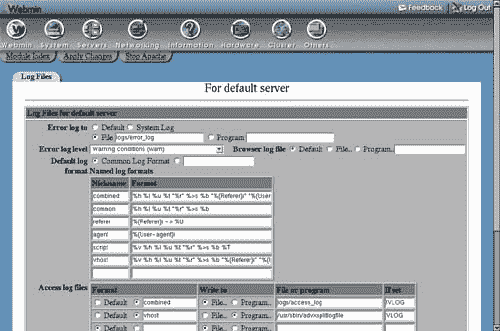 Webmin
Feedback Log Out
Webmin System Servers Networking Information Hardware Cluster Others
Module Index Apply Changes Stop Apache
Log Files
For default server
Log Files for default server
Error log to Default System Log
File logs/error_log Program
Error log level Warning conditions (warn) Browser log file Default File.. Program..
Default log Common Log Format
format Named log formats
Nickname Format
combined %h %l %u %t "%r" %>s %b "%{Referer}i" "%{User
common %h %l %u %t "%r" %>s %b
referer %{Referer}i -> %U
agent %{User-agent}i
script %v %h %l %u %t "%r" %>s %b %T
vhost %v %h %l %u %t "%r" %>s %b "%{Referer}i" "%{
Access log files Format Write to File or program If set
Default combined File.. Program.. logs/access_log !VLOG
Default vhost File.. Program.. VLOG
Default File.. Program..